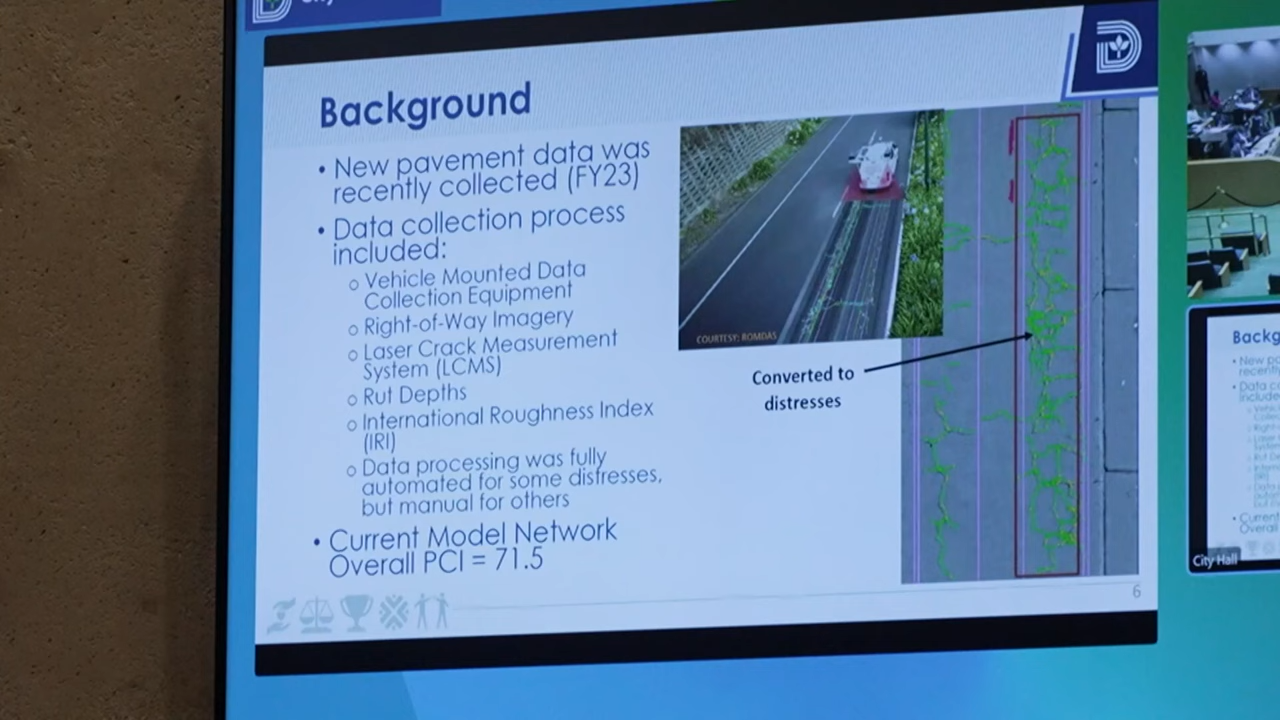 Background
• New pavement data was
recently collected (FY23)
• Data collection process
included:
○ Vehicle Mounted Data
Collection Equipment
○ Right-of-Way Imagery
○ Laser Crack Measurement
System (LCMS)
○ Rut Depths
○ International Roughness Index
(IRI)
○ Data processing was fully
automated for some distresses,
but manual for others
• Current Model Network
Overall PCI = 71.5
COURTESY: ROMDAS
Converted to
distresses
6
City Hall